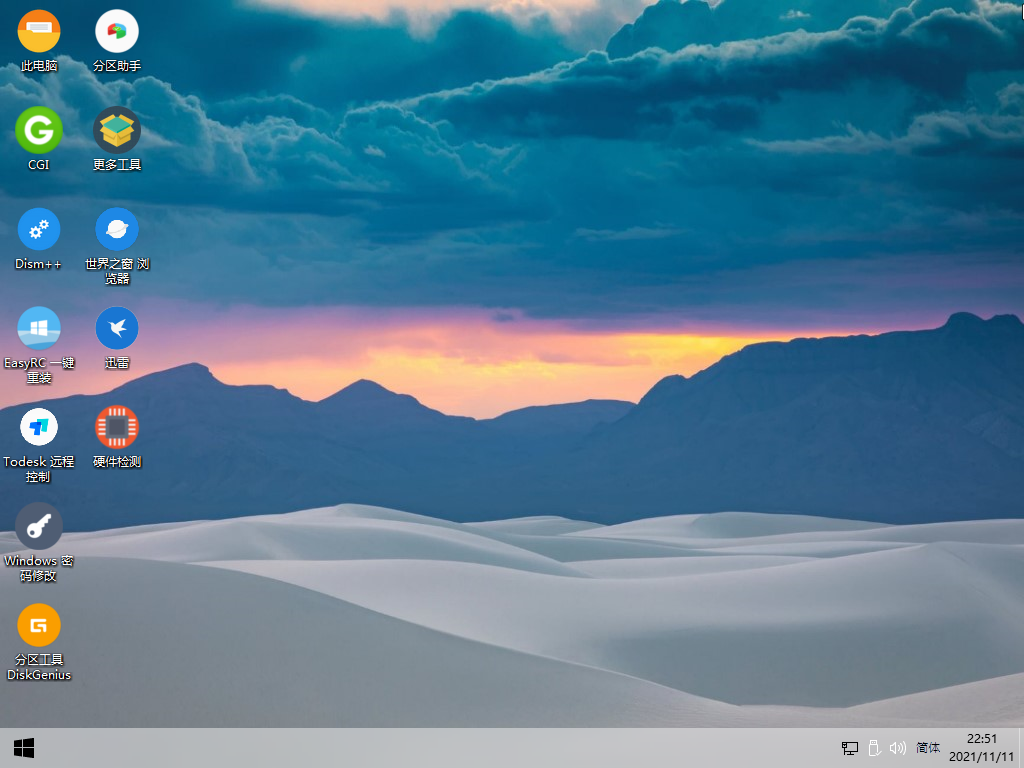 此电脑
分区助手
CGI
更多工具
Dism++
世界之窗 浏
览器
EasyRC 一键
重装
迅雷
Todesk 远程
控制
硬件检测
Windows 密
码修改
分区工具
DiskGenius
简体
22:51
2021/11/11